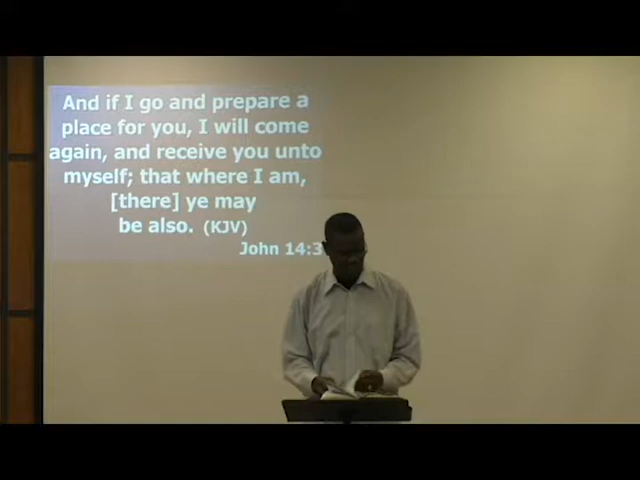 And if I go and prepare a
place for you, I will come
again, and receive you unto
myself; that where I am,
[there] ye may
be also. (KJV)
John 14:3